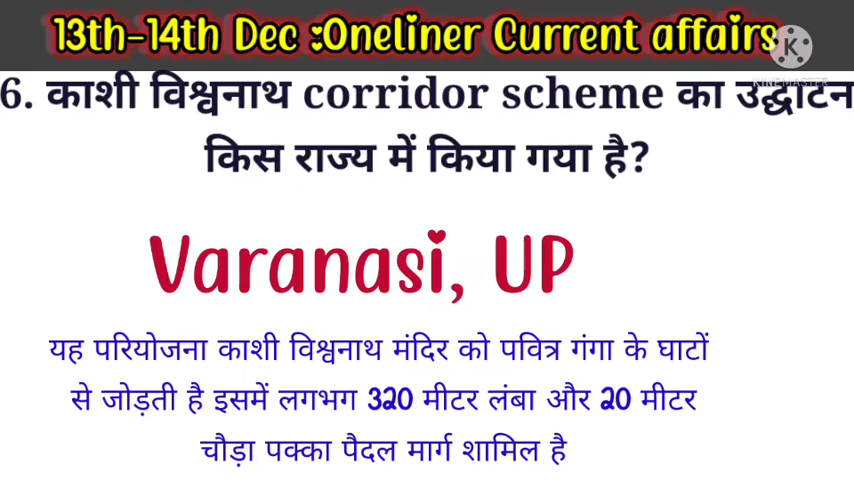 13th-14th Dec :Oneliner Current affairs
K
KINEMASTER
6. काशी विश्वनाथ corridor scheme का उद्घाटन
किस राज्य में किया गया है?
Varanasi, UP
यह परियोजना काशी विश्वनाथ मंदिर को पवित्र गंगा के घाटों
से जोड़ती है इसमें लगभग 320 मीटर लंबा और 20 मीटर
चौड़ा पक्का पैदल मार्ग शामिल है